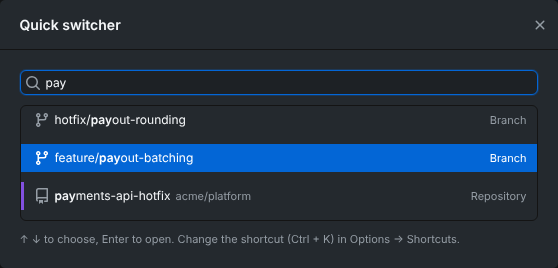 Quick switcher
pay
hotfix/payout-rounding Branch
feature/payout-batching Branch
payments-api-hotfix acme/platform Repository
↑ ↓ to choose, Enter to open. Change the shortcut (Ctrl + K) in Options → Shortcuts.